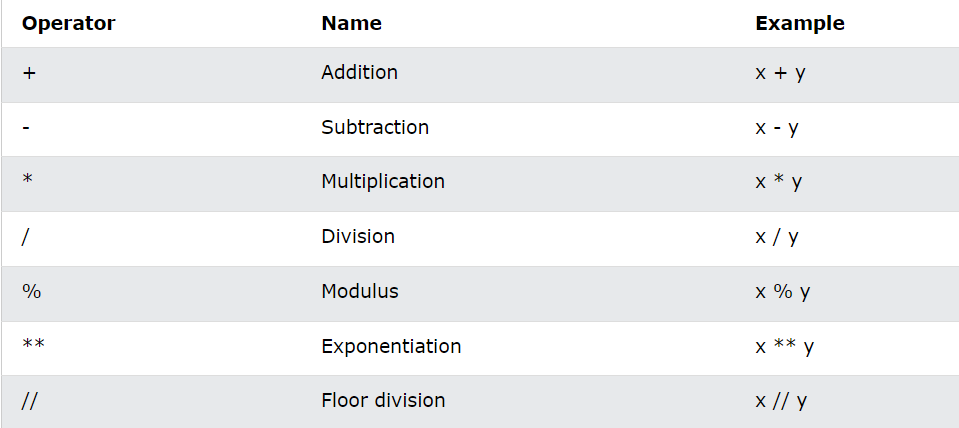 Operator Name Example
+ Addition x + y
- Subtraction x - y
* Multiplication x * y
/ Division x / y
% Modulus x % y
** Exponentiation x ** y
// Floor division x // y